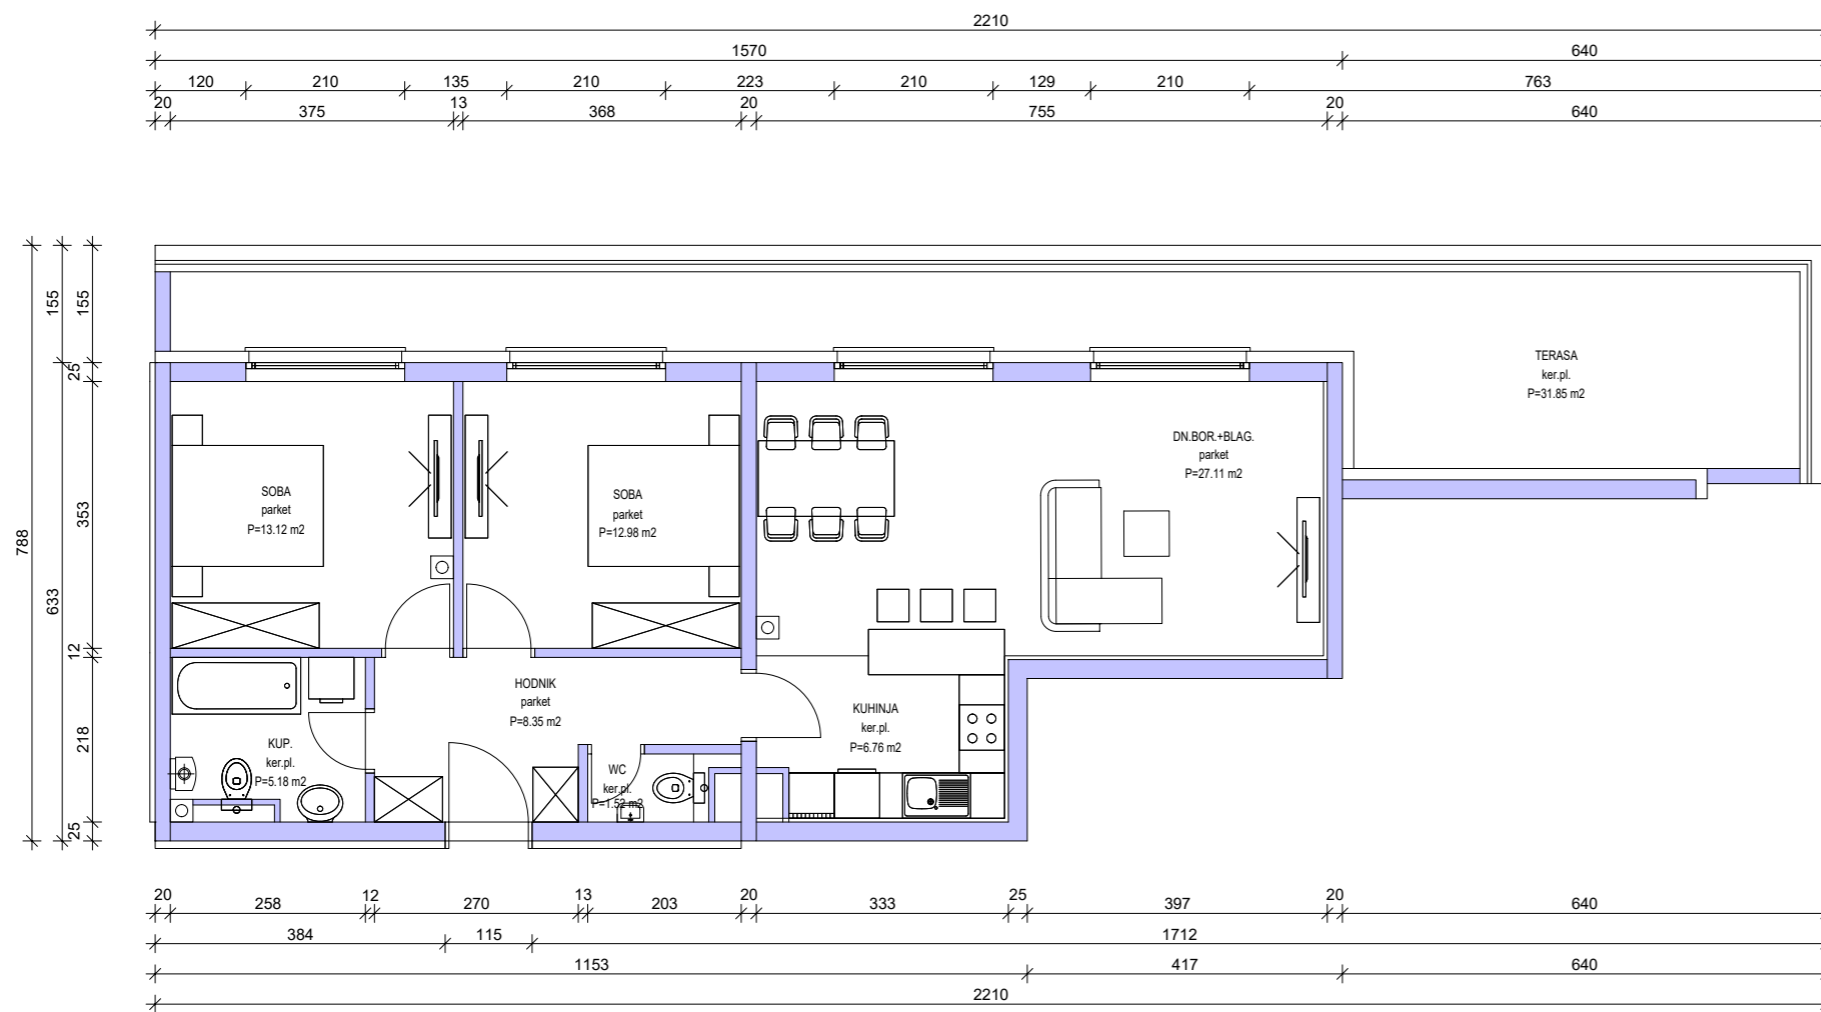 2210
1570 640
120 210 135 210 223 210 129 210 763
20 375 13 368 20 755 20 640
788
633
155
155
25
353
12
218
25
TERASA
ker.pl.
P=31.85 m2
DN.BOR.+BLAG.
parket
P=27.11 m2
SOBA
parket
P=13.12 m2
SOBA
parket
P=12.98 m2
HODNIK
parket
P=8.35 m2
KUHINJA
ker.pl.
P=6.76 m2
KUP.
ker.pl.
P=5.18 m2
WC
ker.pl.
P=1.52 m2
20 258 12 270 13 203 20 333 25 397 20 640
384 115 1712
1153 417 640
2210